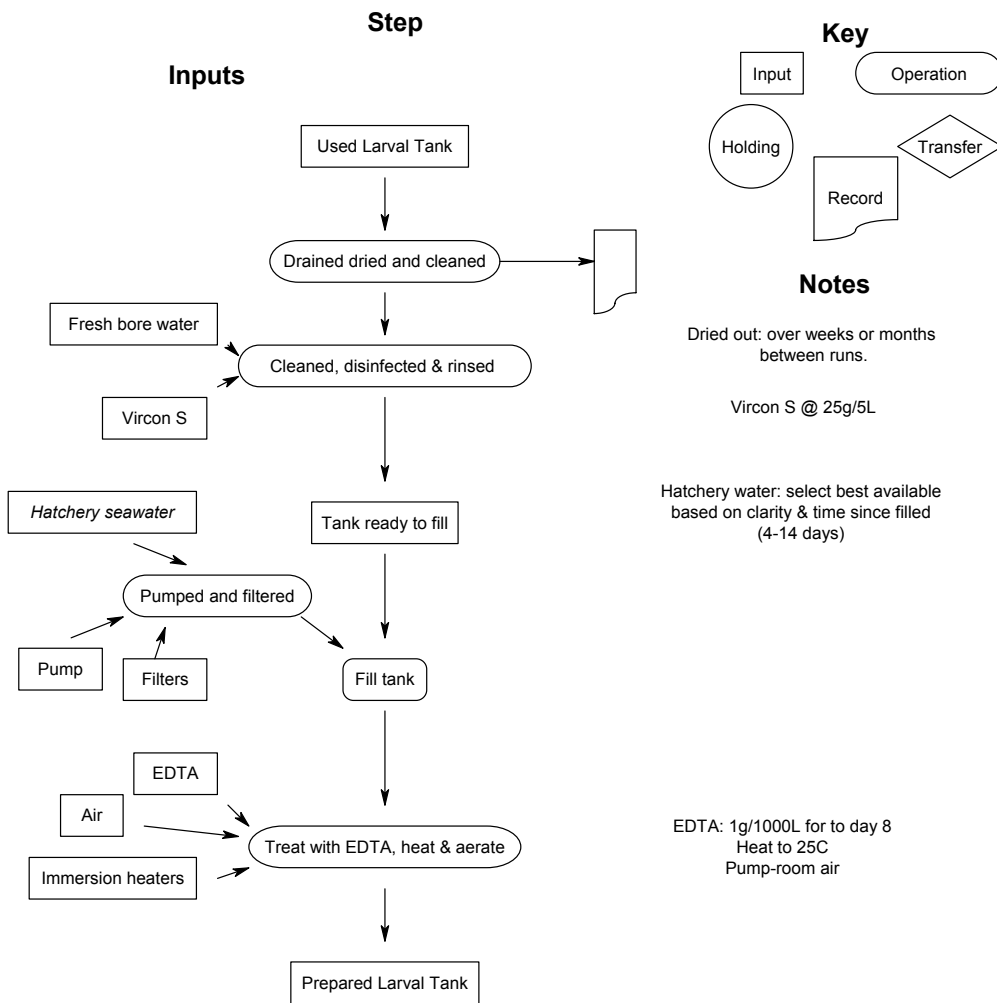 Step
Key
Inputs
Input
Operation
Used Larval Tank
Holding
Transfer
Record
Drained dried and cleaned
Notes
Fresh bore water
Dried out: over weeks or months
between runs.
Cleaned, disinfected & rinsed
Vircon S
Vircon S @ 25g/5L
Hatchery seawater
Tank ready to fill
Hatchery water: select best available
based on clarity & time since filled
(4-14 days)
Pumped and filtered
Pump
Filters
Fill tank
EDTA
Air
Treat with EDTA, heat & aerate
Immersion heaters
EDTA: 1g/1000L for to day 8
Heat to 25C
Pump-room air
Prepared Larval Tank